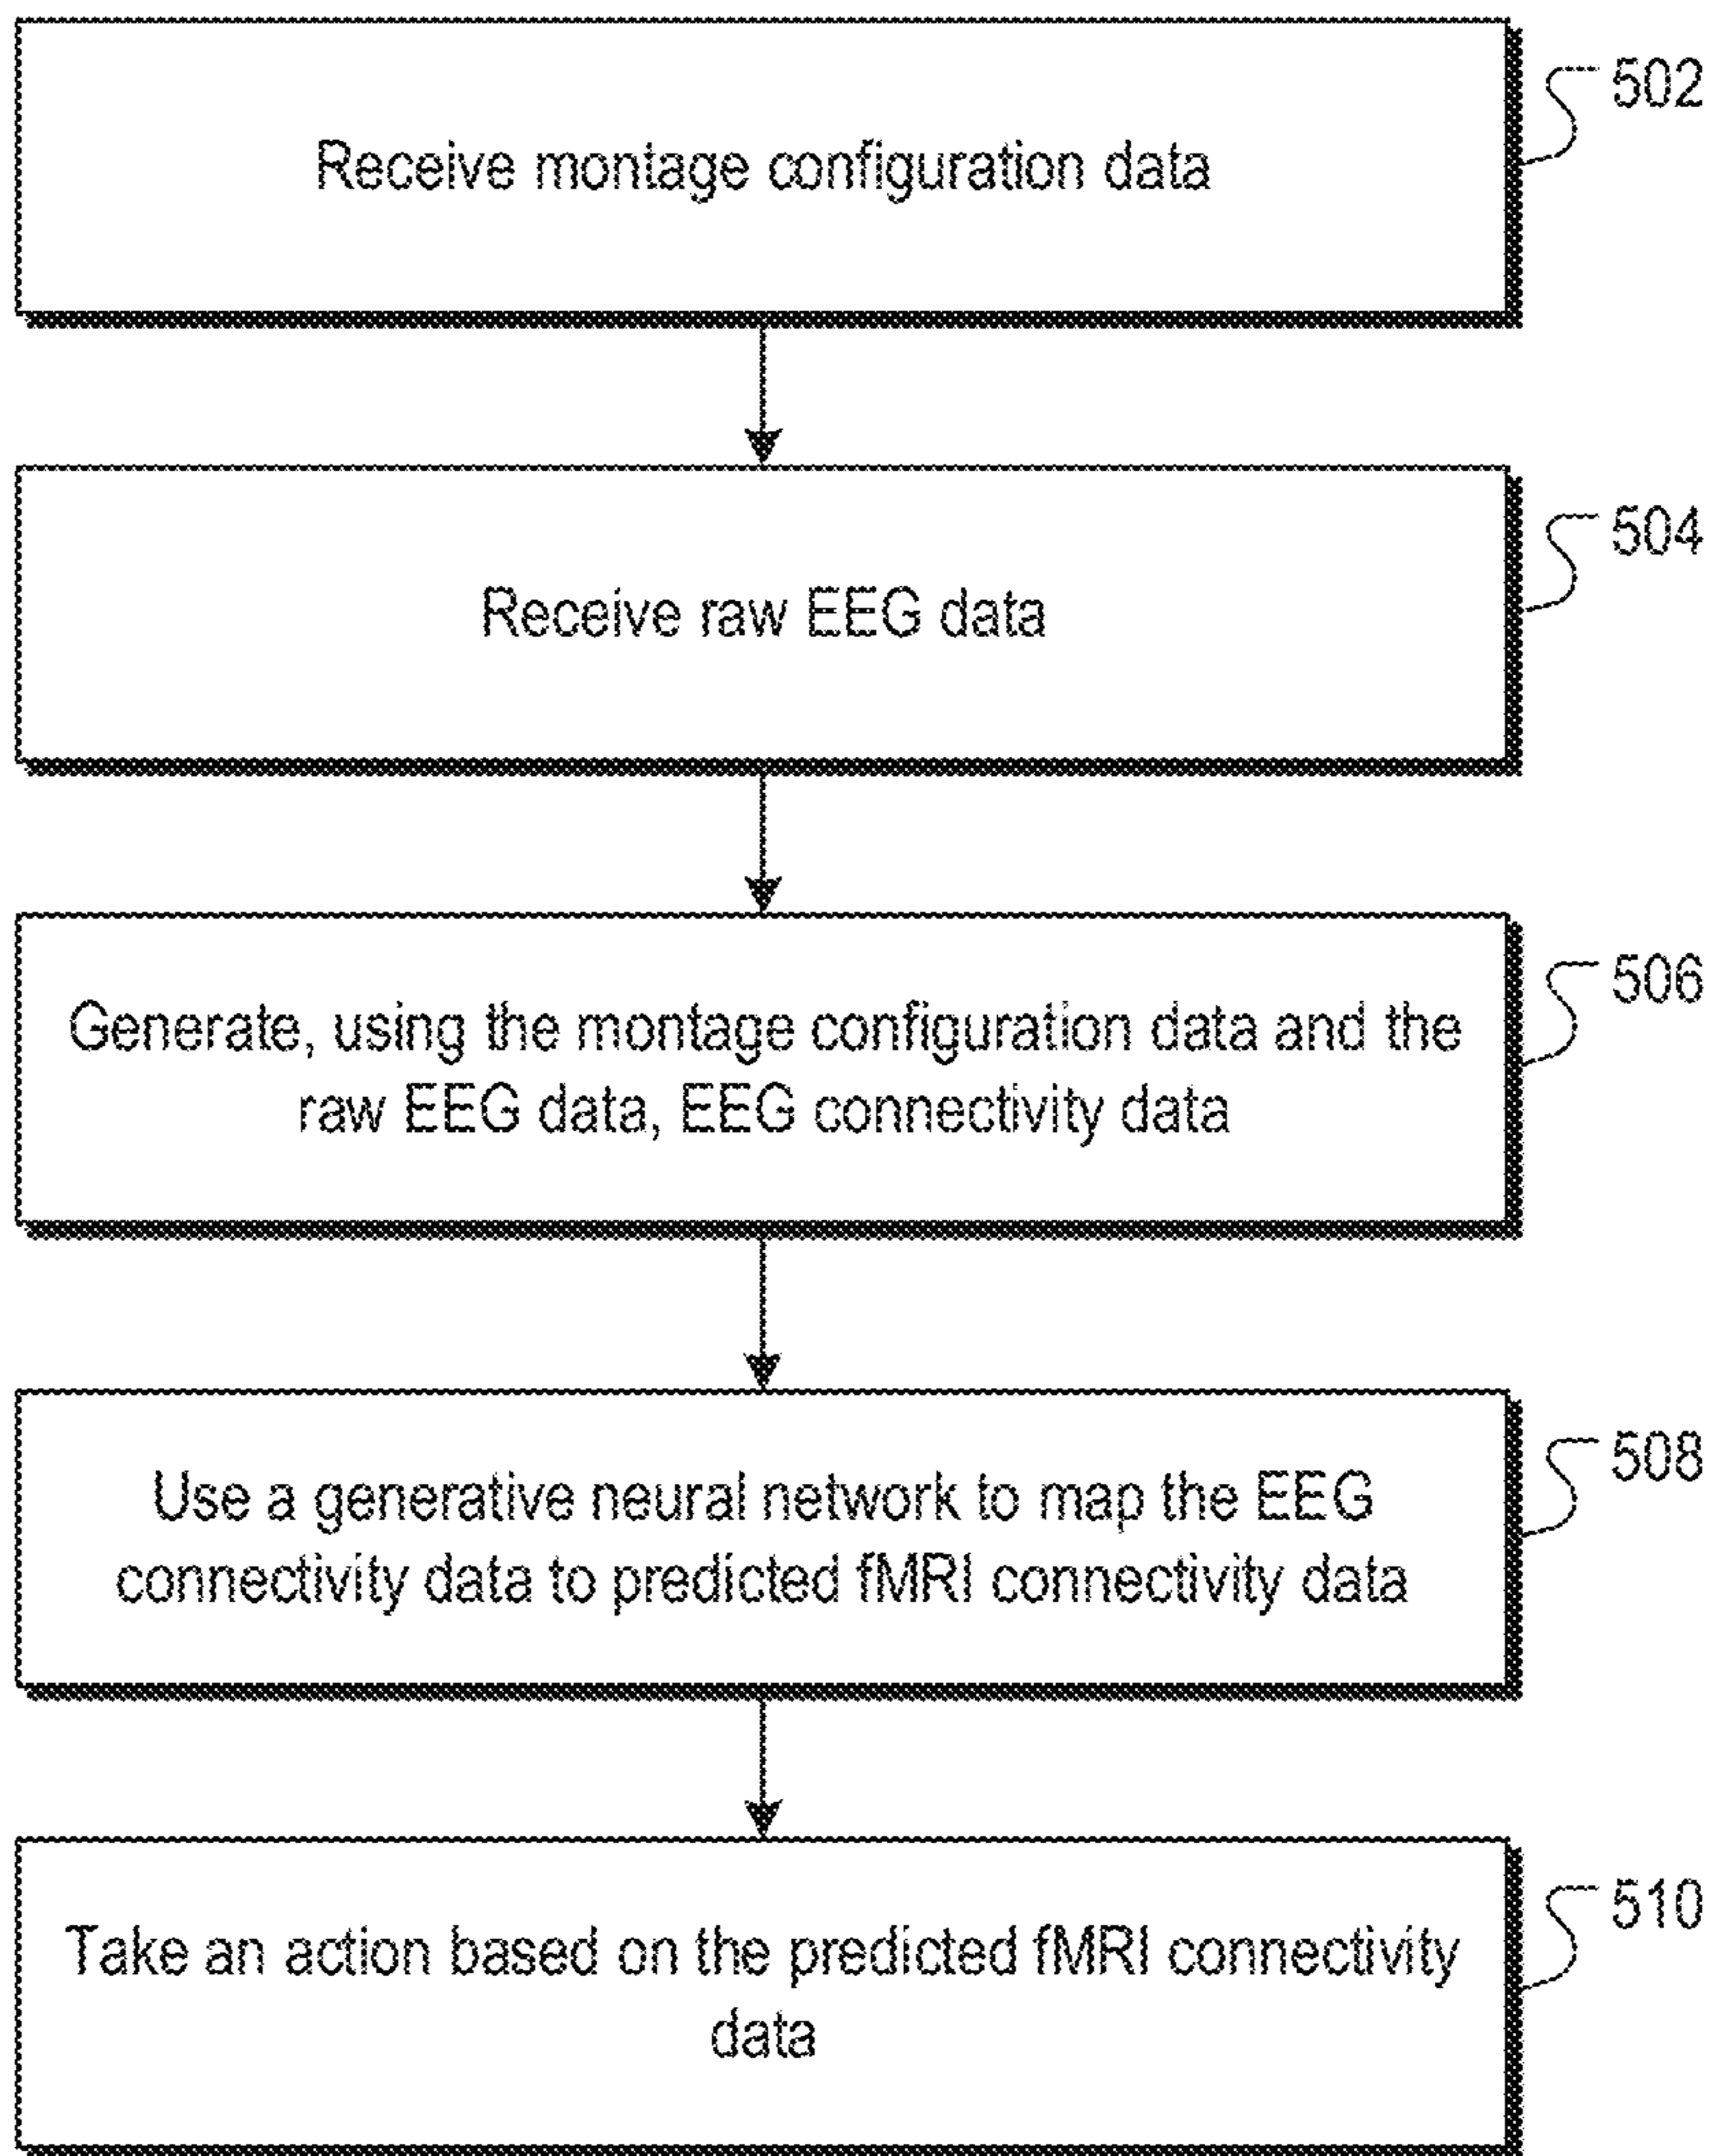 Receive montage configuration data
502
Receive raw EEG data
504
Generate, using the montage configuration data and the
raw EEG data, EEG connectivity data
506
Use a generative neural network to map the EEG
connectivity data to predicted fMRI connectivity data
508
Take an action based on the predicted fMRI connectivity
data
510